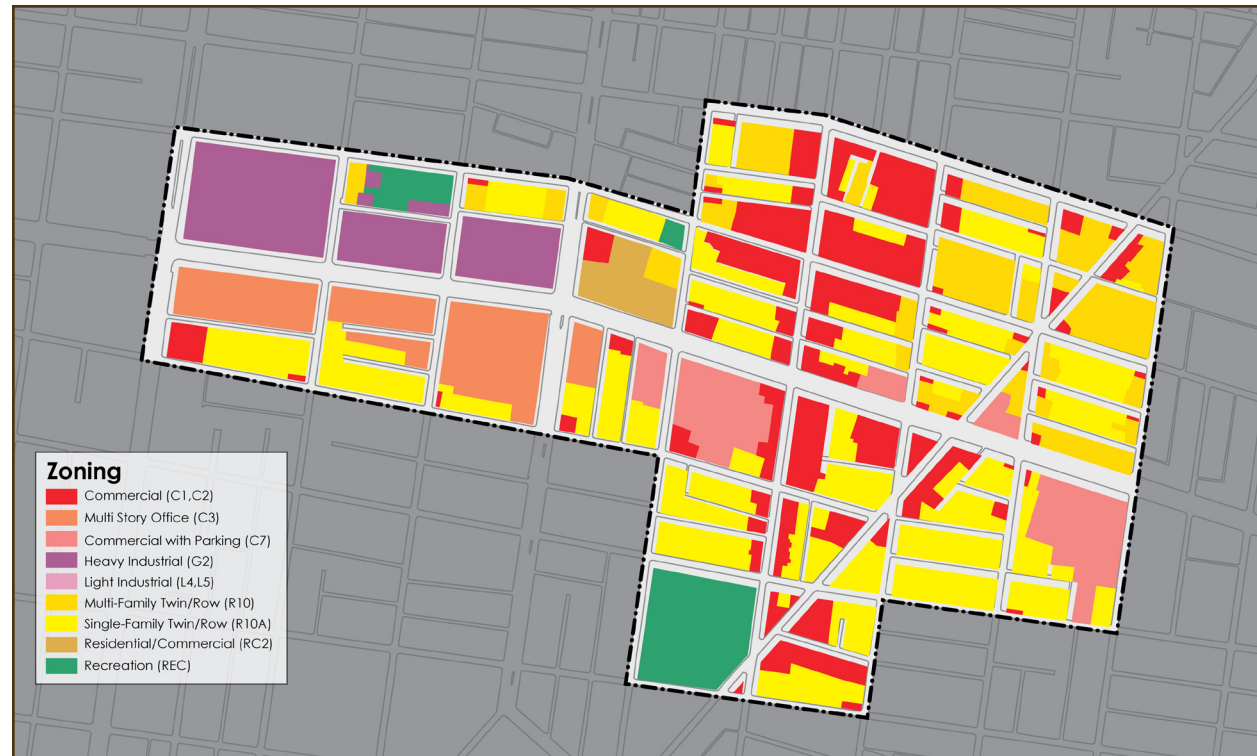 Zoning
Commercial (C1,C2)
Multi Story Office (C3)
Commercial with Parking (C7)
Heavy Industrial (G2)
Light Industrial (L4,L5)
Multi-Family Twin/Row (R10)
Single-Family Twin/Row (R10A)
Residential/Commercial (RC2)
Recreation (REC)